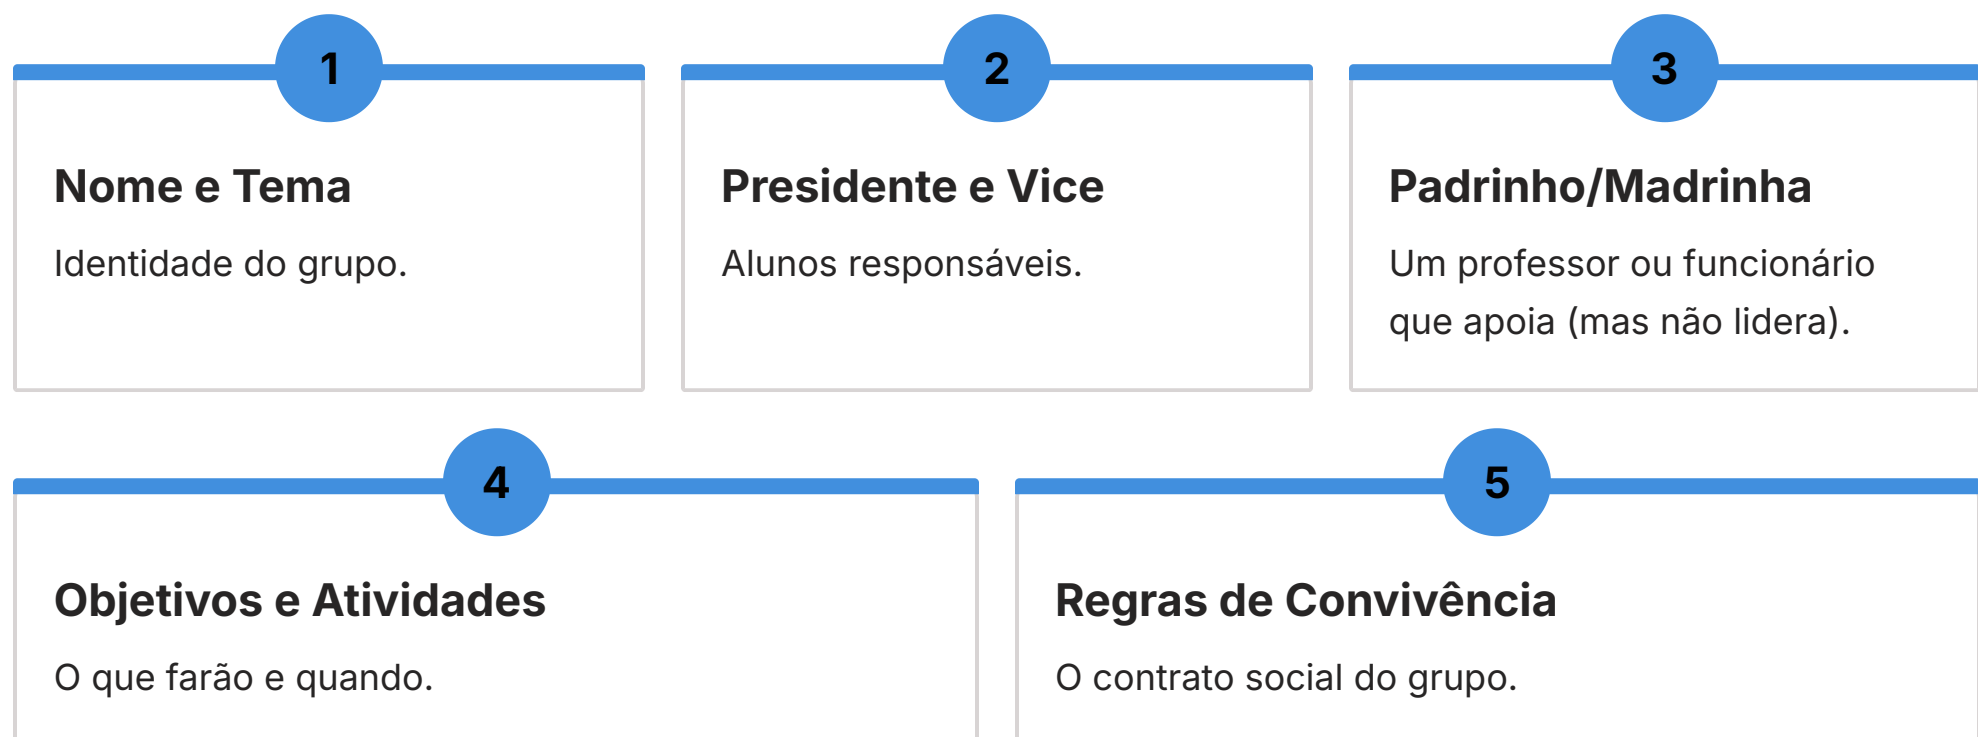 1
Nome e Tema
Identidade do grupo.
2
Presidente e Vice
Alunos responsáveis.
3
Padrinho/Madrinha
Um professor ou funcionário
que apoia (mas não lidera).
4
Objetivos e Atividades
O que farão e quando.
5
Regras de Convivência
O contrato social do grupo.